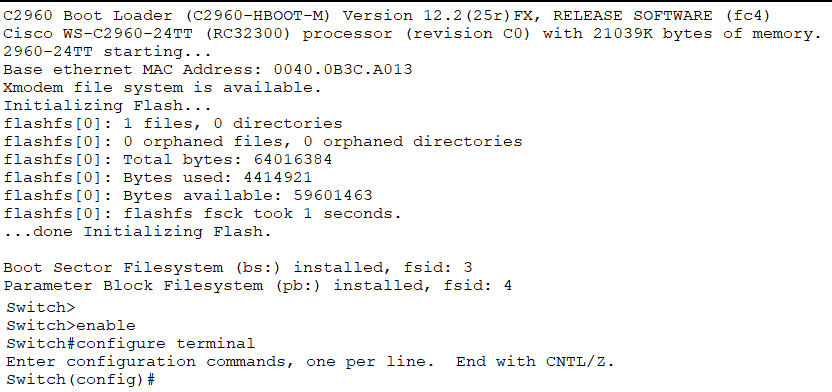 C2960 Boot Loader (C2960-HBOOT-M) Version 12.2(25r)FX, RELEASE SOFTWARE (fc4)
Cisco WS-C2960-24TT (RC32300) processor (revision C0) with 21039K bytes of memory.
2960-24TT starting...
Base ethernet MAC Address: 0040.0B3C.A013
Xmodem file system is available.
Initializing Flash...
flashfs[0]: 1 files, 0 directories
flashfs[0]: 0 orphaned files, 0 orphaned directories
flashfs[0]: Total bytes: 64016384
flashfs[0]: Bytes used: 4414921
flashfs[0]: Bytes available: 59601463
flashfs[0]: flashfs fsck took 1 seconds.
...done Initializing Flash.

Boot Sector Filesystem (bs:) installed, fsid: 3
Parameter Block Filesystem (pb:) installed, fsid: 4
Switch>
Switch>enable
Switch#configure terminal
Enter configuration commands, one per line.  End with CNTL/Z.
Switch(config)#